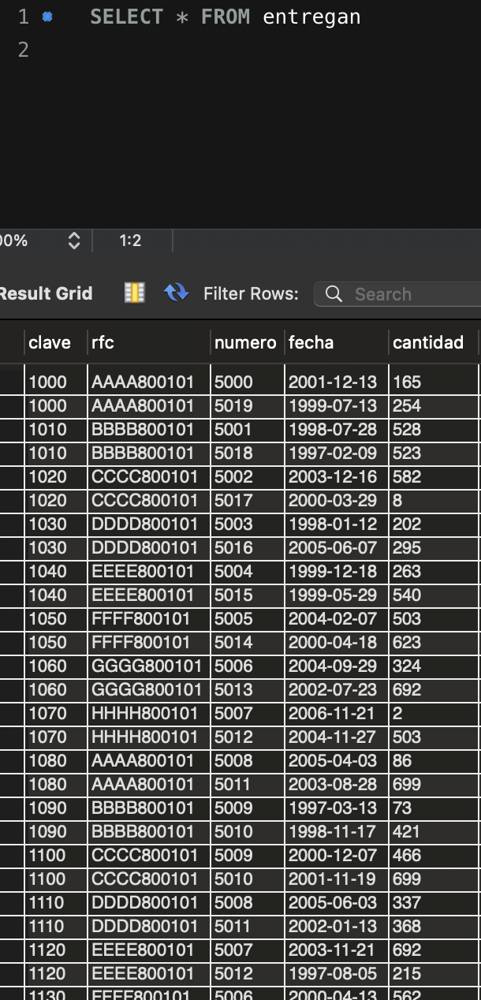 1 SELECT * FROM entregan
2
00% 1:2
Result Grid Filter Rows: Search
clave rfc numero fecha cantidad
1000 AAAA800101 5000 2001-12-13 165
1000 AAAA800101 5019 1999-07-13 254
1010 BBBB800101 5001 1998-07-28 528
1010 BBBB800101 5018 1997-02-09 523
1020 CCCC800101 5002 2003-12-16 582
1020 CCCC800101 5017 2000-03-29 8
1030 DDDD800101 5003 1998-01-12 202
1030 DDDD800101 5016 2005-06-07 295
1040 EEEE800101 5004 1999-12-18 263
1040 EEEE800101 5015 1999-05-29 540
1050 FFFF800101 5005 2004-02-07 503
1050 FFFF800101 5014 2000-04-18 623
1060 GGGG800101 5006 2004-09-29 324
1060 GGGG800101 5013 2002-07-23 692
1070 HHHH800101 5007 2006-11-21 2
1070 HHHH800101 5012 2004-11-27 503
1080 AAAA800101 5008 2005-04-03 86
1080 AAAA800101 5011 2003-08-28 699
1090 BBBB800101 5009 1997-03-13 73
1090 BBBB800101 5010 1998-11-17 421
1100 CCCC800101 5009 2000-12-07 466
1100 CCCC800101 5010 2001-11-19 699
1110 DDDD800101 5008 2005-06-03 337
1110 DDDD800101 5011 2002-01-13 368
1120 EEEE800101 5007 2003-11-21 692
1120 EEEE800101 5012 1997-08-05 215
1130 FFFF800101 5006 2000-04-13 562